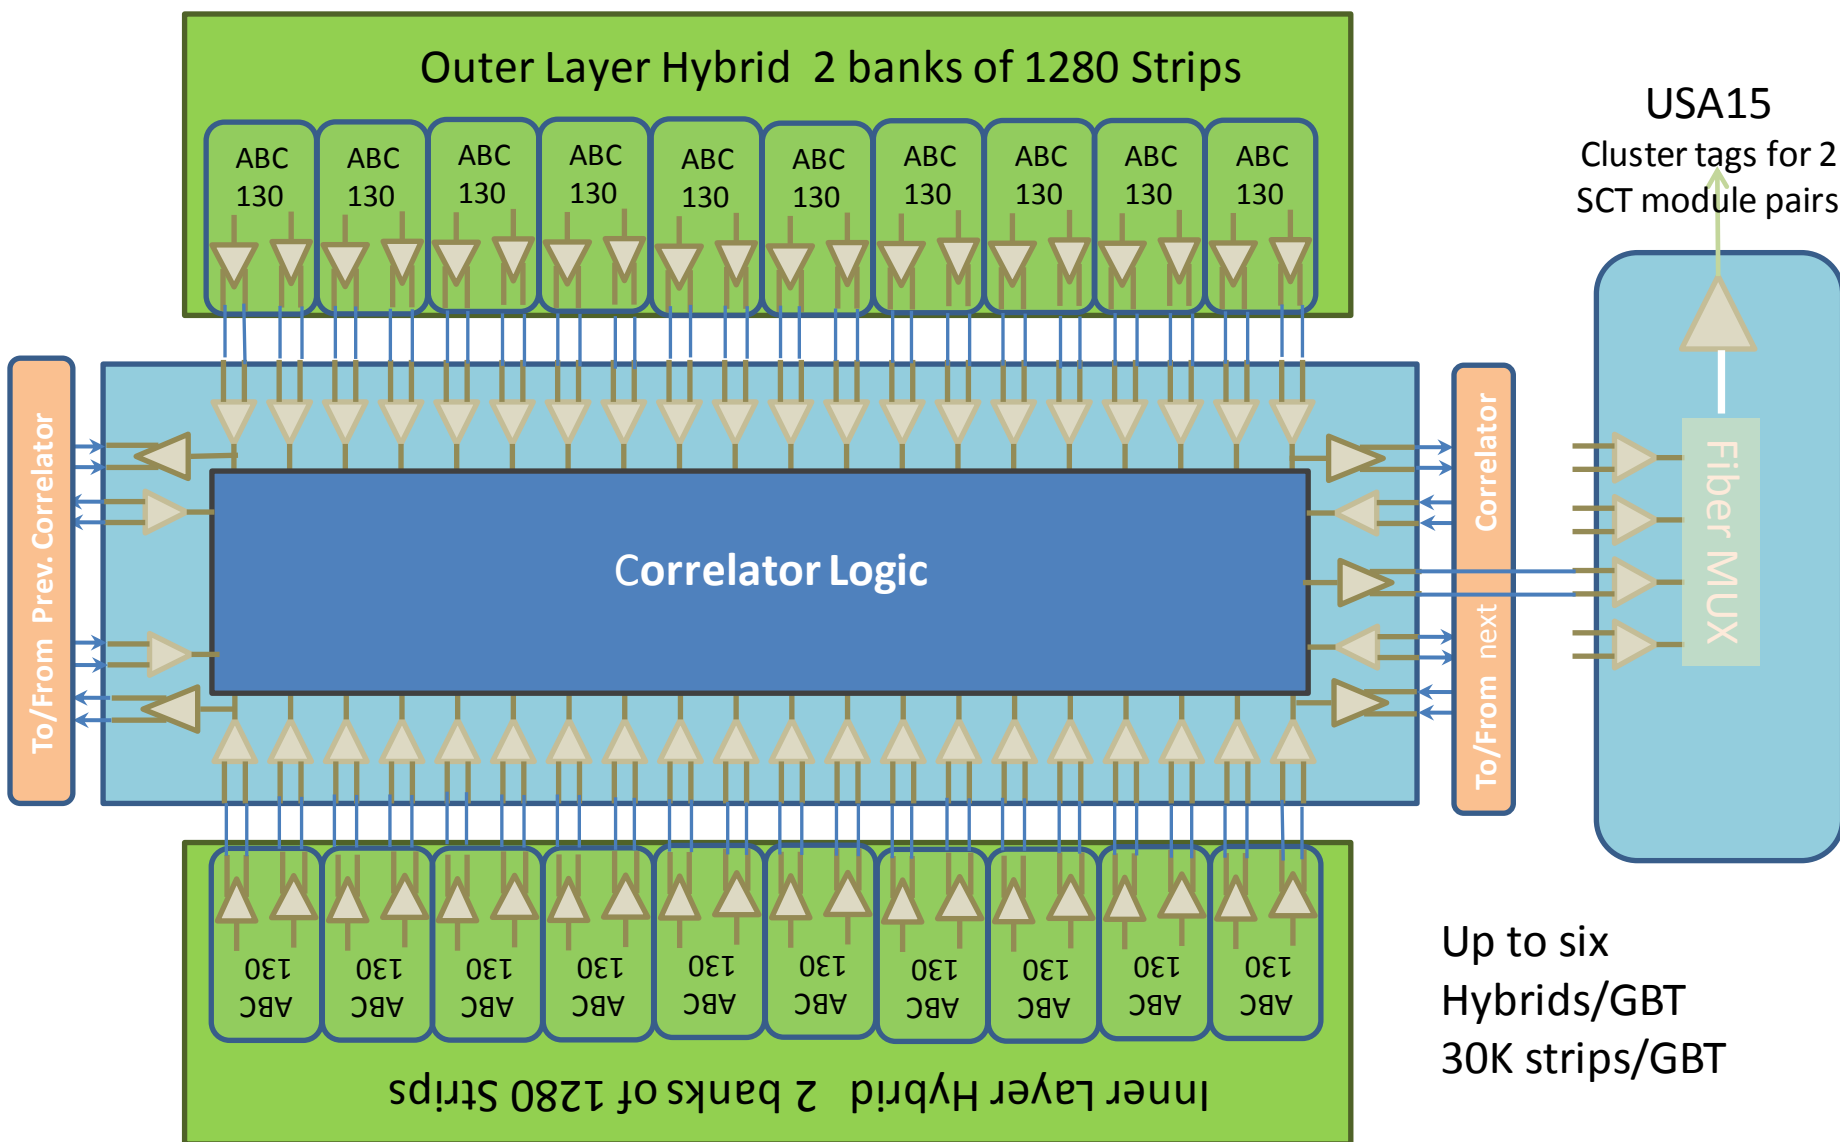 Outer Layer Hybrid 2 banks of 1280 Strips
ABC
130
ABC
130
ABC
130
ABC
130
ABC
130
ABC
130
ABC
130
ABC
130
ABC
130
ABC
130
USA15
Cluster tags for 2
SCT module pairs
To/From Prev. Correlator
Correlator Logic
To/From next Correlator
Fiber MUX
ABC
130
ABC
130
ABC
130
ABC
130
ABC
130
ABC
130
ABC
130
ABC
130
ABC
130
ABC
130
Inner Layer Hybrid 2 banks of 1280 Strips
Up to six
Hybrids/GBT
30K strips/GBT